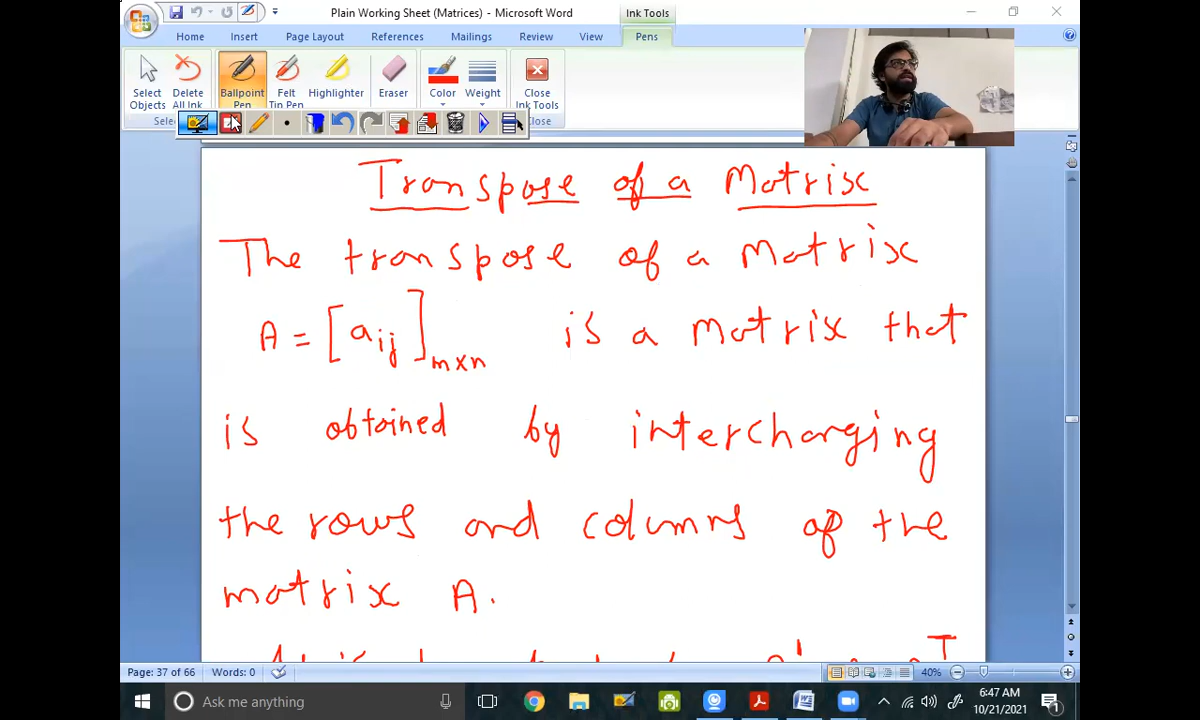 Plain Working Sheet (Matrices) - Microsoft Word
Ink Tools
Home Insert Page Layout References Mailings Review View Pens
Select Objects
Delete All Ink
Ballpoint Pen
Felt Tin Pen
Highlighter
Eraser
Color
Weight
Close Ink Tools
Transpose of a Matrix
The transpose of a Matrix
A = [aij]m×n is a matrix that
is obtained by interchanging
the rows and columns of the
matrix A.
Page: 37 of 66 Words: 0 40%
Ask me anything
6:47 AM
10/21/2021